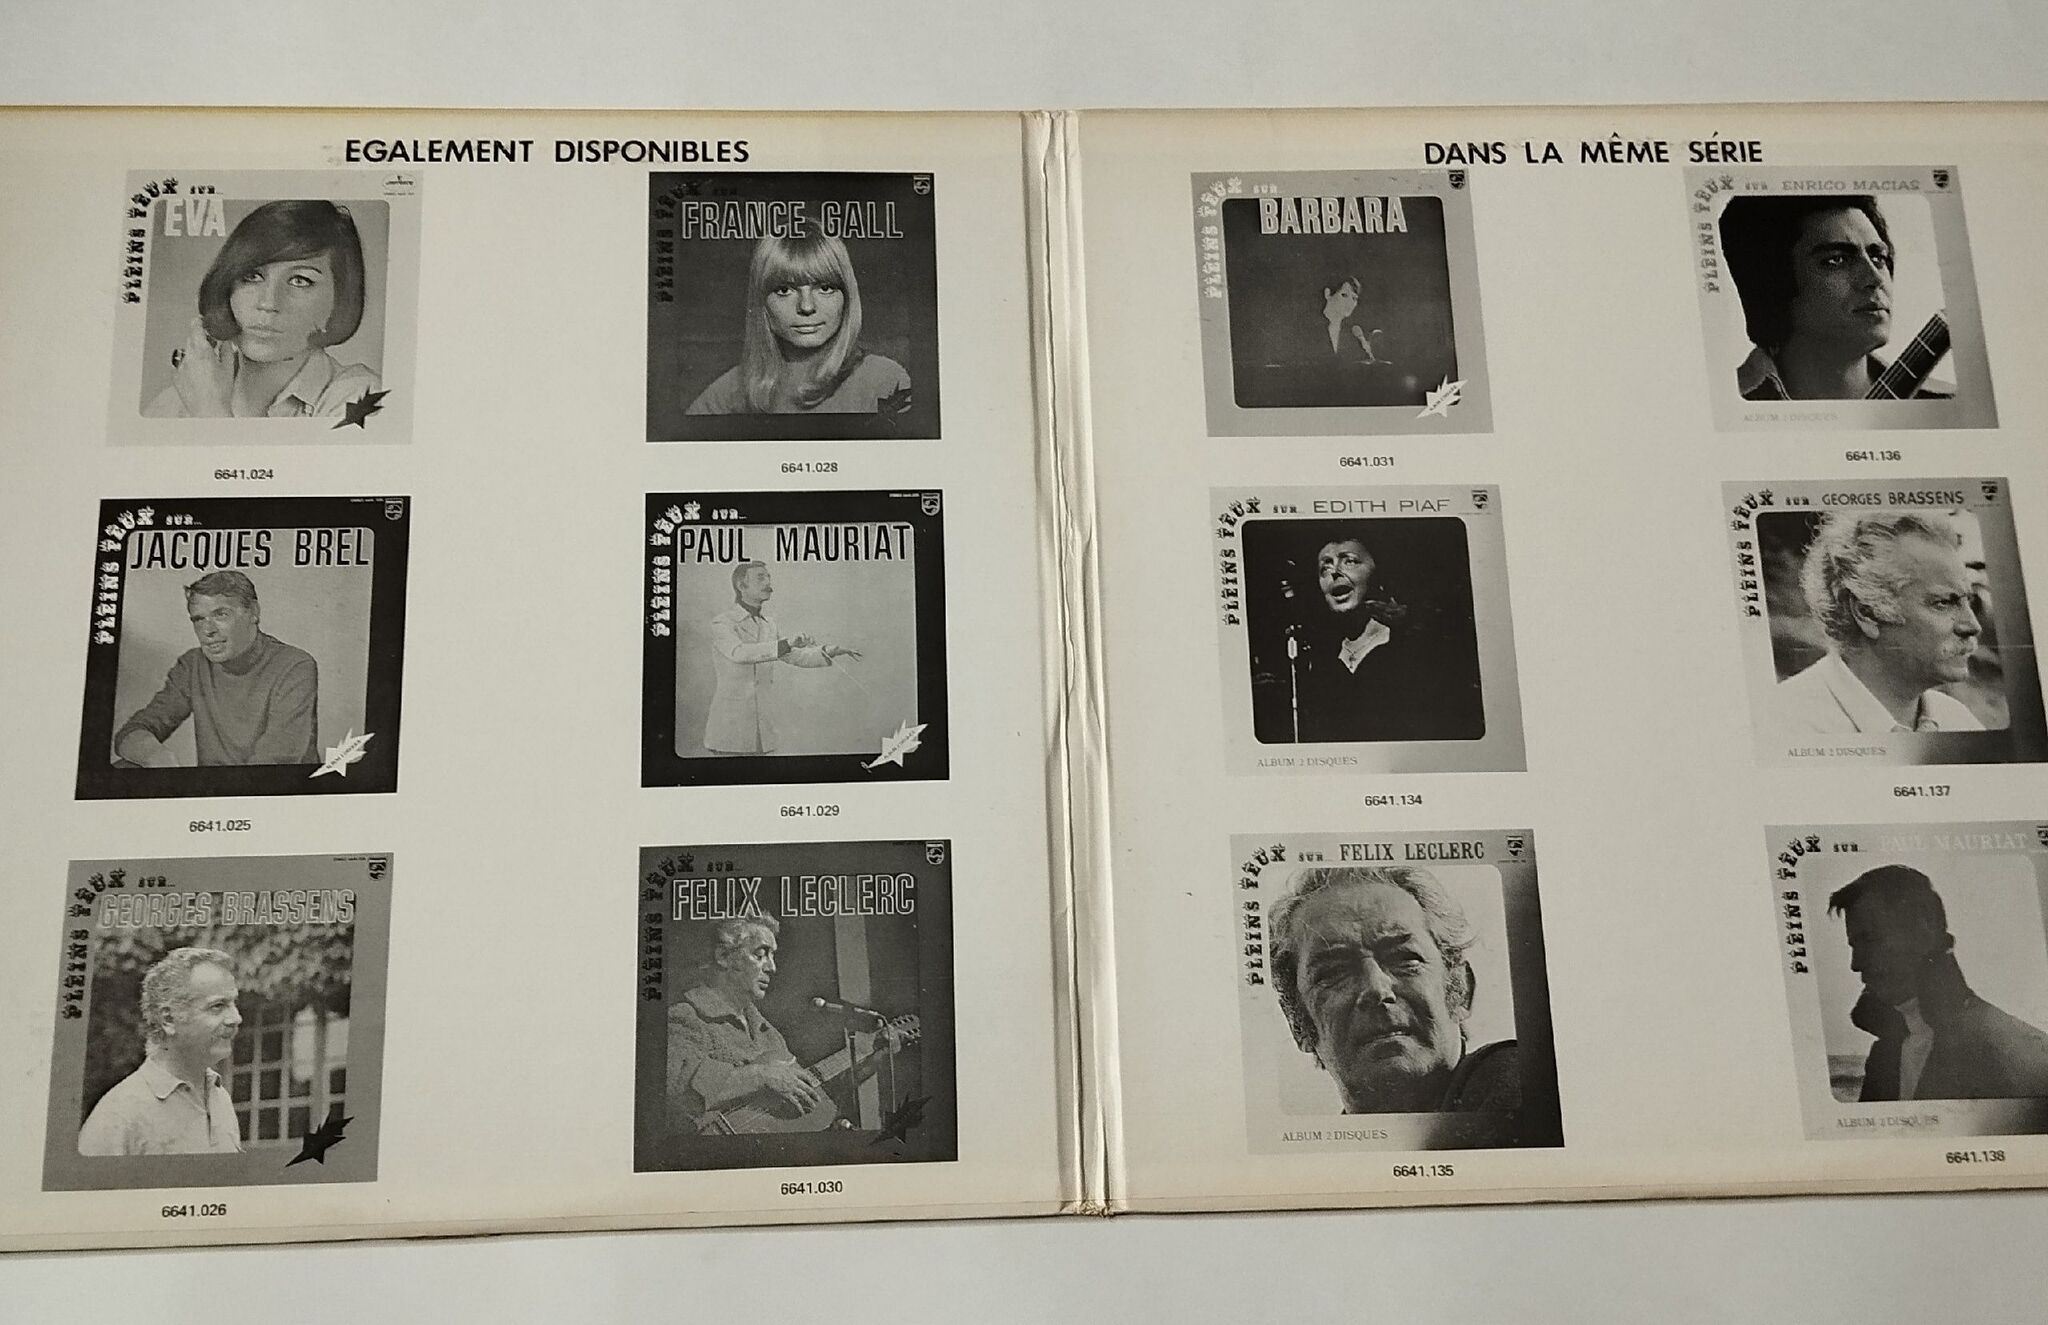 EGALEMENT DISPONIBLES
PLEINS FEUX SUR...
EVA
6641.024
PLEINS FEUX SUR...
FRANCE GALL
6641.028
PLEINS FEUX SUR...
JACQUES BREL
6641.025
PLEINS FEUX SUR...
PAUL MAURIAT
6641.029
PLEINS FEUX SUR...
GEORGES BRASSENS
6641.026
PLEINS FEUX SUR...
FELIX LECLERC
6641.030
DANS LA MÊME SÉRIE
PLEINS FEUX SUR...
BARBARA
6641.031
PLEINS FEUX SUR... ENRICO MACIAS
ALBUM 2 DISQUES
6641.136
PLEINS FEUX SUR... EDITH PIAF
ALBUM 2 DISQUES
6641.134
PLEINS FEUX SUR... GEORGES BRASSENS
ALBUM 2 DISQUES
6641.137
PLEINS FEUX SUR... FELIX LECLERC
ALBUM 2 DISQUES
6641.135
PLEINS FEUX SUR... PAUL MAURIAT
ALBUM 2 DISQUES
6641.138